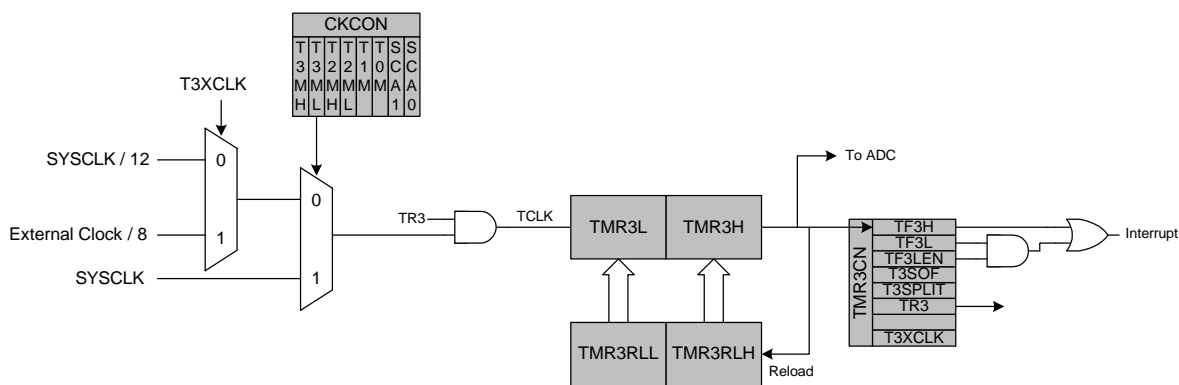 CKCON
T3MH
T3ML
T2MH
T2ML
T1M
T0M
SCA1
SCA0
T3XCLK
SYSCLK / 12
0
1
External Clock / 8
SYSCLK
0
1
TR3
TCLK
TMR3L
TMR3H
To ADC
TMR3RLL
TMR3RLH
Reload
TMR3CN
TF3H
TF3L
TF3LEN
T3SOF
T3SPLIT
TR3
T3XCLK
Interrupt